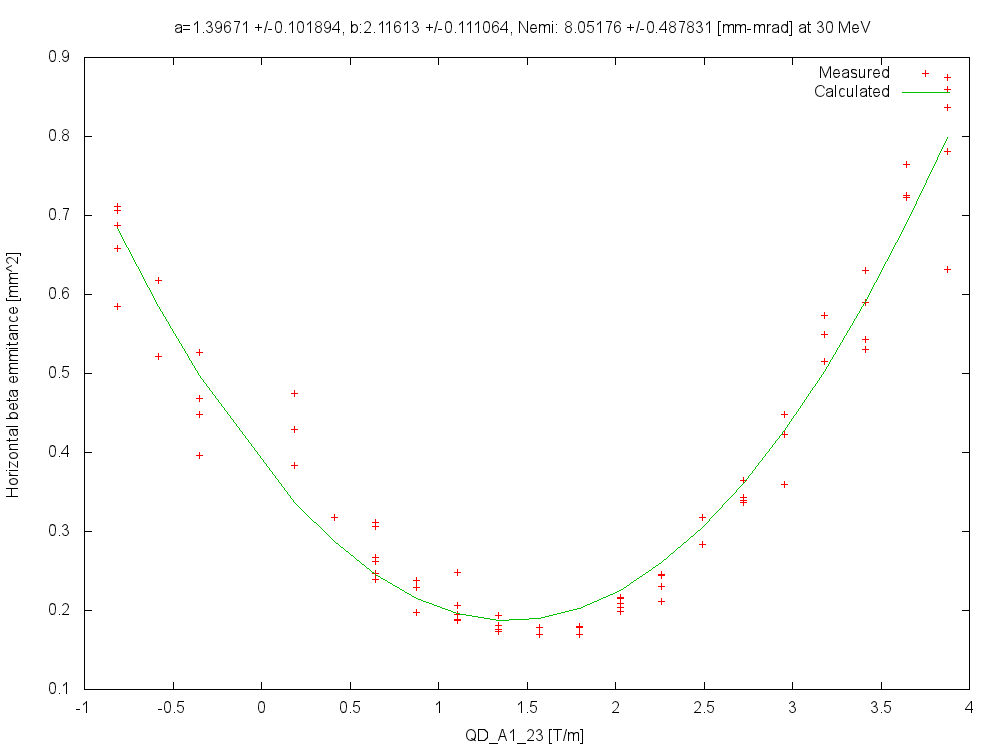 a=1.39671 +/-0.101894, b:2.11613 +/-0.111064, Nemi: 8.05176 +/-0.487831 [mm-mrad] at 30 MeV
0.9
0.8
0.7
0.6
0.5
0.4
0.3
0.2
0.1
Horizontal beta emmitance [mm^2]
Measured
Calculated
-1 -0.5 0 0.5 1 1.5 2 2.5 3 3.5 4
QD_A1_23 [T/m]